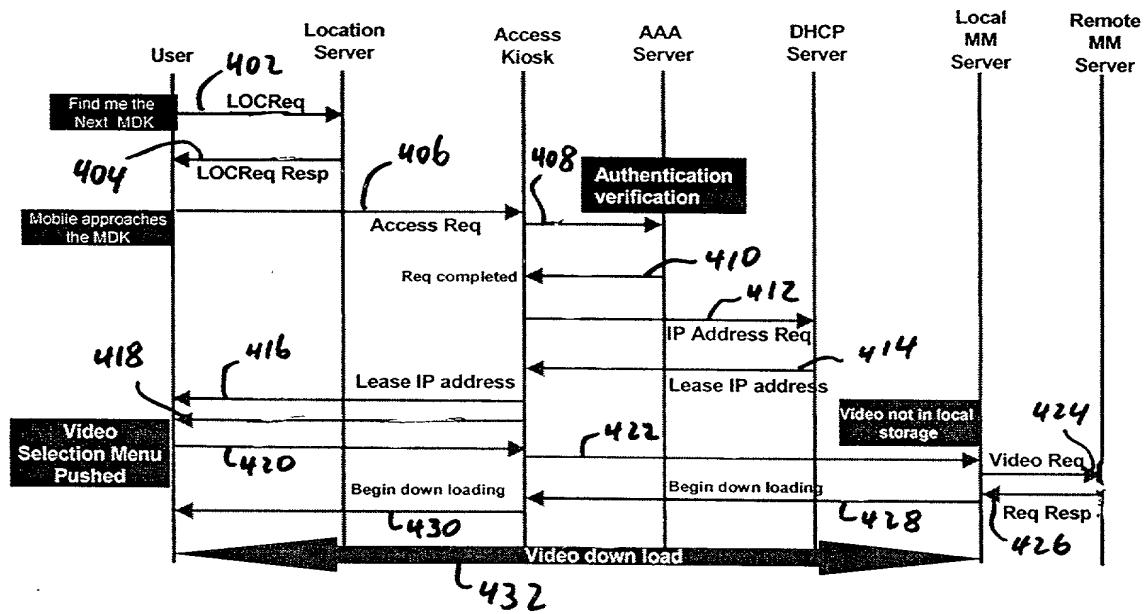 User
Location
Server
Access
Kiosk
AAA
Server
DHCP
Server
Local
MM
Server
Remote
MM
Server
402
Find me the
Next MDK
LOCReq
404
LOCReq Resp
406
408
Authentication
verification
Mobile approaches
the MDK
Access Req
Req completed
410
412
IP Address Req
418
416
414
Lease IP address
Lease IP address
Video
Selection Menu
Pushed
420
422
Video not in local
storage
424
Video Req
Begin down loading
Begin down loading
430
428
Req Resp
426
Video down load
432